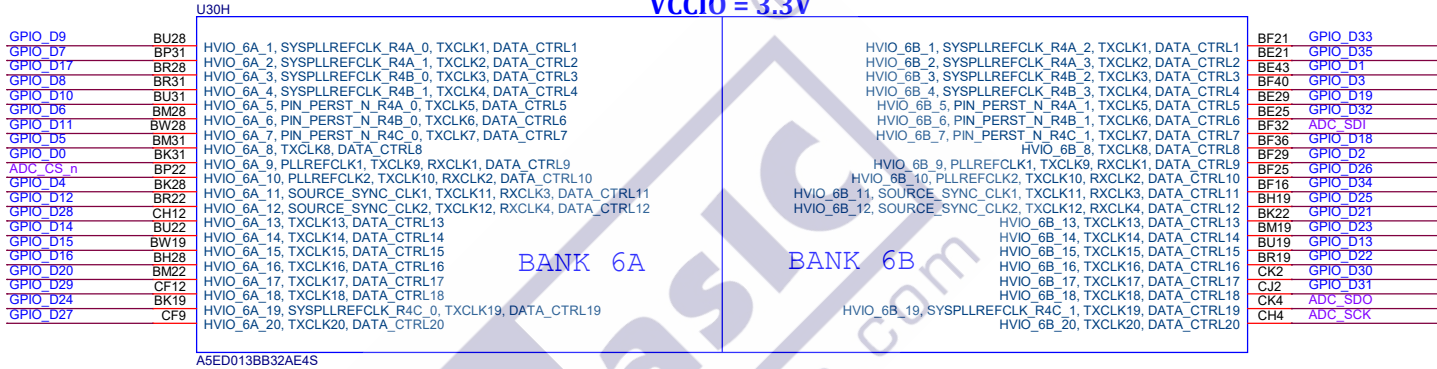 VCCIO = 3.3V
U30H
GPIO_D9 BU28 HVIO_6A_1, SYSPLLREFCLK_R4A_0, TXCLK1, DATA_CTRL1 HVIO_6B_1, SYSPLLREFCLK_R4A_2, TXCLK1, DATA_CTRL1 BF21 GPIO_D33
GPIO_D7 BP31 HVIO_6A_2, SYSPLLREFCLK_R4A_1, TXCLK2, DATA_CTRL2 HVIO_6B_2, SYSPLLREFCLK_R4A_3, TXCLK2, DATA_CTRL2 BE21 GPIO_D35
GPIO_D17 BR28 HVIO_6A_3, SYSPLLREFCLK_R4B_0, TXCLK3, DATA_CTRL3 HVIO_6B_3, SYSPLLREFCLK_R4B_2, TXCLK3, DATA_CTRL3 BE43 GPIO_D1
GPIO_D8 BR31 HVIO_6A_4, SYSPLLREFCLK_R4B_1, TXCLK4, DATA_CTRL4 HVIO_6B_4, SYSPLLREFCLK_R4B_3, TXCLK4, DATA_CTRL4 BF40 GPIO_D3
GPIO_D10 BU31 HVIO_6A_5, PIN_PERST_N_R4A_0, TXCLK5, DATA_CTRL5 HVIO_6B_5, PIN_PERST_N_R4A_1, TXCLK5, DATA_CTRL5 BE29 GPIO_D19
GPIO_D6 BM28 HVIO_6A_6, PIN_PERST_N_R4B_0, TXCLK6, DATA_CTRL6 HVIO_6B_6, PIN_PERST_N_R4B_1, TXCLK6, DATA_CTRL6 BE25 GPIO_D32
GPIO_D11 BW28 HVIO_6A_7, PIN_PERST_N_R4C_0, TXCLK7, DATA_CTRL7 HVIO_6B_7, PIN_PERST_N_R4C_1, TXCLK7, DATA_CTRL7 BF32 ADC_SDI
GPIO_D5 BM31 HVIO_6A_8, TXCLK8, DATA_CTRL8 HVIO_6B_8, TXCLK8, DATA_CTRL8 BF36 GPIO_D18
GPIO_D0 BK31 HVIO_6A_9, PLLREFCLK1, TXCLK9, RXCLK1, DATA_CTRL9 HVIO_6B_9, PLLREFCLK1, TXCLK9, RXCLK1, DATA_CTRL9 BF29 GPIO_D2
ADC_CS_n BP22 HVIO_6A_10, PLLREFCLK2, TXCLK10, RXCLK2, DATA_CTRL10 HVIO_6B_10, PLLREFCLK2, TXCLK10, RXCLK2, DATA_CTRL10 BF25 GPIO_D26
GPIO_D4 BK28 HVIO_6A_11, SOURCE_SYNC_CLK1, TXCLK11, RXCLK3, DATA_CTRL11 HVIO_6B_11, SOURCE_SYNC_CLK1, TXCLK11, RXCLK3, DATA_CTRL11 BF16 GPIO_D34
GPIO_D12 BR22 HVIO_6A_12, SOURCE_SYNC_CLK2, TXCLK12, RXCLK4, DATA_CTRL12 HVIO_6B_12, SOURCE_SYNC_CLK2, TXCLK12, RXCLK4, DATA_CTRL12 BH19 GPIO_D25
GPIO_D28 CH12 HVIO_6A_13, TXCLK13, DATA_CTRL13 HVIO_6B_13, TXCLK13, DATA_CTRL13 BK22 GPIO_D21
GPIO_D14 BU22 HVIO_6A_14, TXCLK14, DATA_CTRL14 HVIO_6B_14, TXCLK14, DATA_CTRL14 BM19 GPIO_D23
GPIO_D15 BW19 HVIO_6A_15, TXCLK15, DATA_CTRL15 HVIO_6B_15, TXCLK15, DATA_CTRL15 BU19 GPIO_D13
GPIO_D16 BH28 HVIO_6A_16, TXCLK16, DATA_CTRL16 BANK 6A BANK 6B HVIO_6B_16, TXCLK16, DATA_CTRL16 BR19 GPIO_D22
GPIO_D20 BM22 HVIO_6A_17, TXCLK17, DATA_CTRL17 HVIO_6B_17, TXCLK17, DATA_CTRL17 CK2 GPIO_D30
GPIO_D29 CF12 HVIO_6A_18, TXCLK18, DATA_CTRL18 HVIO_6B_18, TXCLK18, DATA_CTRL18 CJ2 GPIO_D31
GPIO_D24 BK19 HVIO_6A_19, SYSPLLREFCLK_R4C_0, TXCLK19, DATA_CTRL19 HVIO_6B_19, SYSPLLREFCLK_R4C_1, TXCLK19, DATA_CTRL19 CK4 ADC_SDO
GPIO_D27 CF9 HVIO_6A_20, TXCLK20, DATA_CTRL20 HVIO_6B_20, TXCLK20, DATA_CTRL20 CH4 ADC_SCK
A5ED013BB32AE4S
asic
com